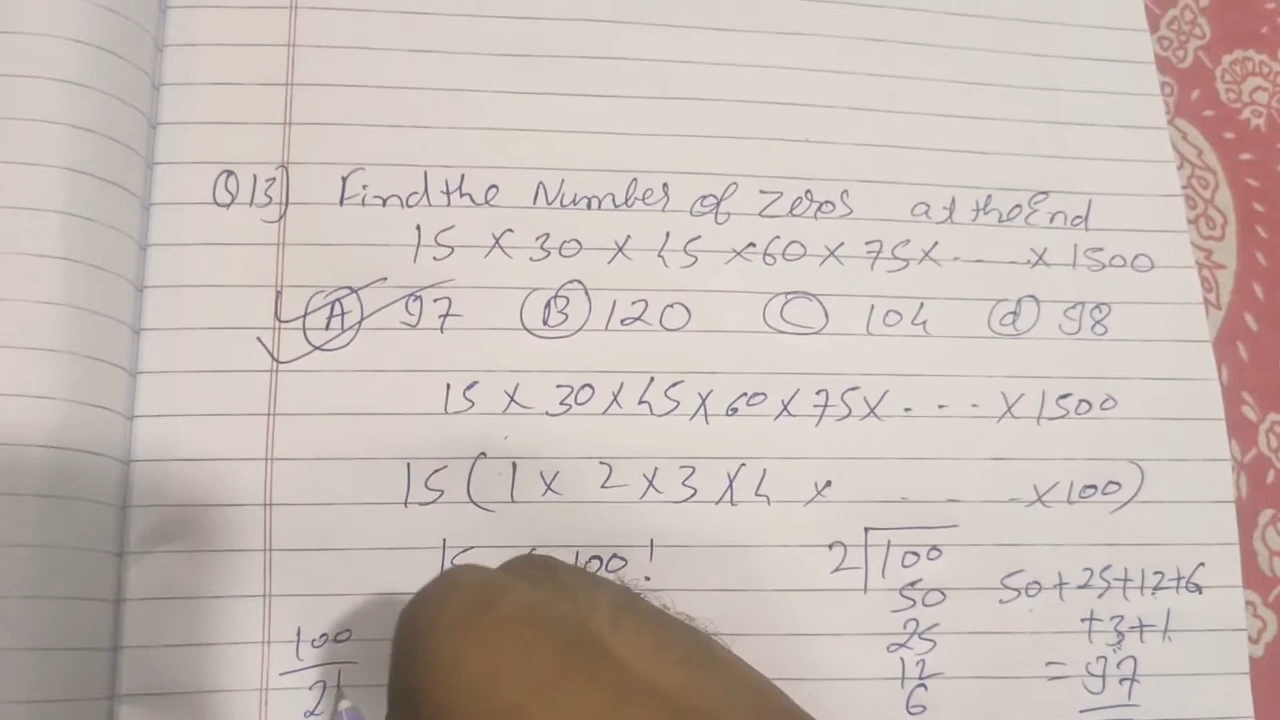 Q13] Find the Number of Zeros at the End
15 × 30 × 45 × 60 × 75 × ---- × 1500
(A) 97 (B) 120 (C) 104 (d) 98
15 × 30 × 45 × 60 × 75 × . - - - × 1500
15 ( 1 × 2 × 3 × 4 × - - - - - × 100 )
15 100 !
2 100
50
25
12
6
50 + 25 + 12 + 6
+ 3 + 1
= 97
100
2